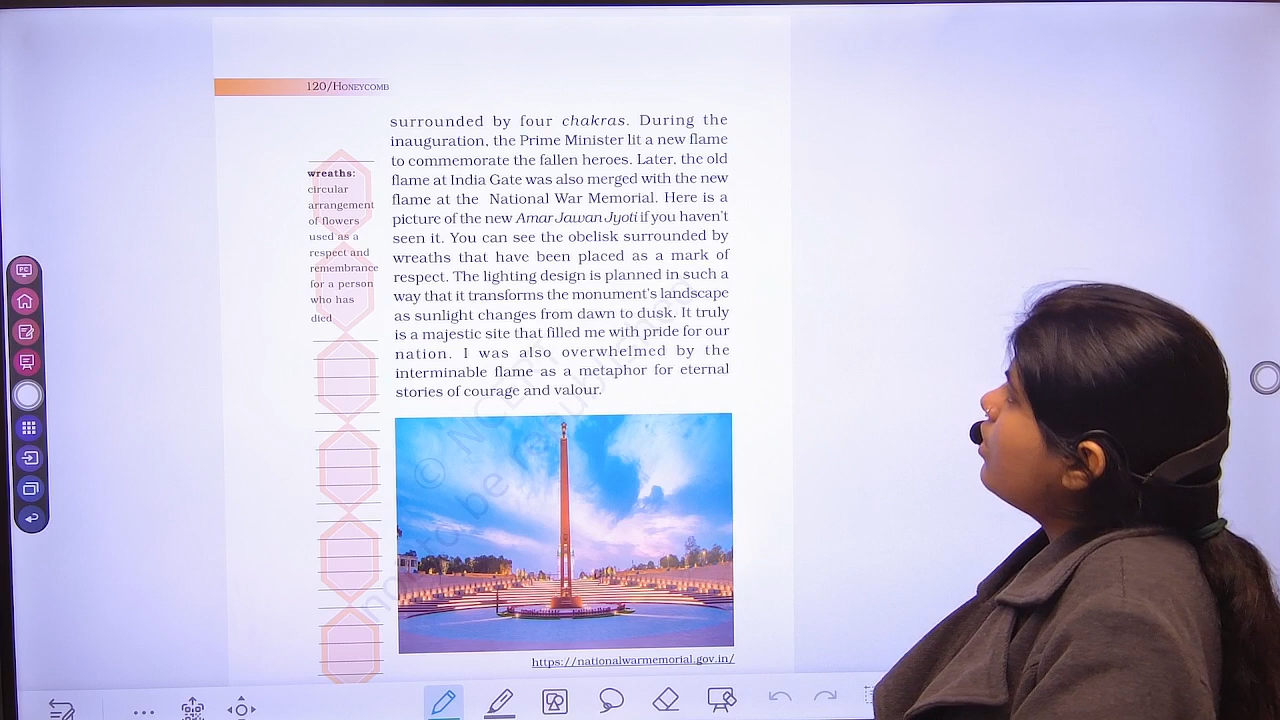 120/HONEYCOMB
surrounded by four chakras. During the
inauguration, the Prime Minister lit a new flame
to commemorate the fallen heroes. Later, the old
flame at India Gate was also merged with the new
flame at the National War Memorial. Here is a
picture of the new Amar Jawan Jyoti if you haven't
seen it. You can see the obelisk surrounded by
wreaths that have been placed as a mark of
respect. The lighting design is planned in such a
way that it transforms the monument's landscape
as sunlight changes from dawn to dusk. It truly
is a majestic site that filled me with pride for our
nation. I was also overwhelmed by the
interminable flame as a metaphor for eternal
stories of courage and valour.
wreaths:
circular
arrangement
of flowers
used as a
respect and
remembrance
for a person
who has
died
https://nationalwarmemorial.gov.in/
PC
© NCERT
not to be republished